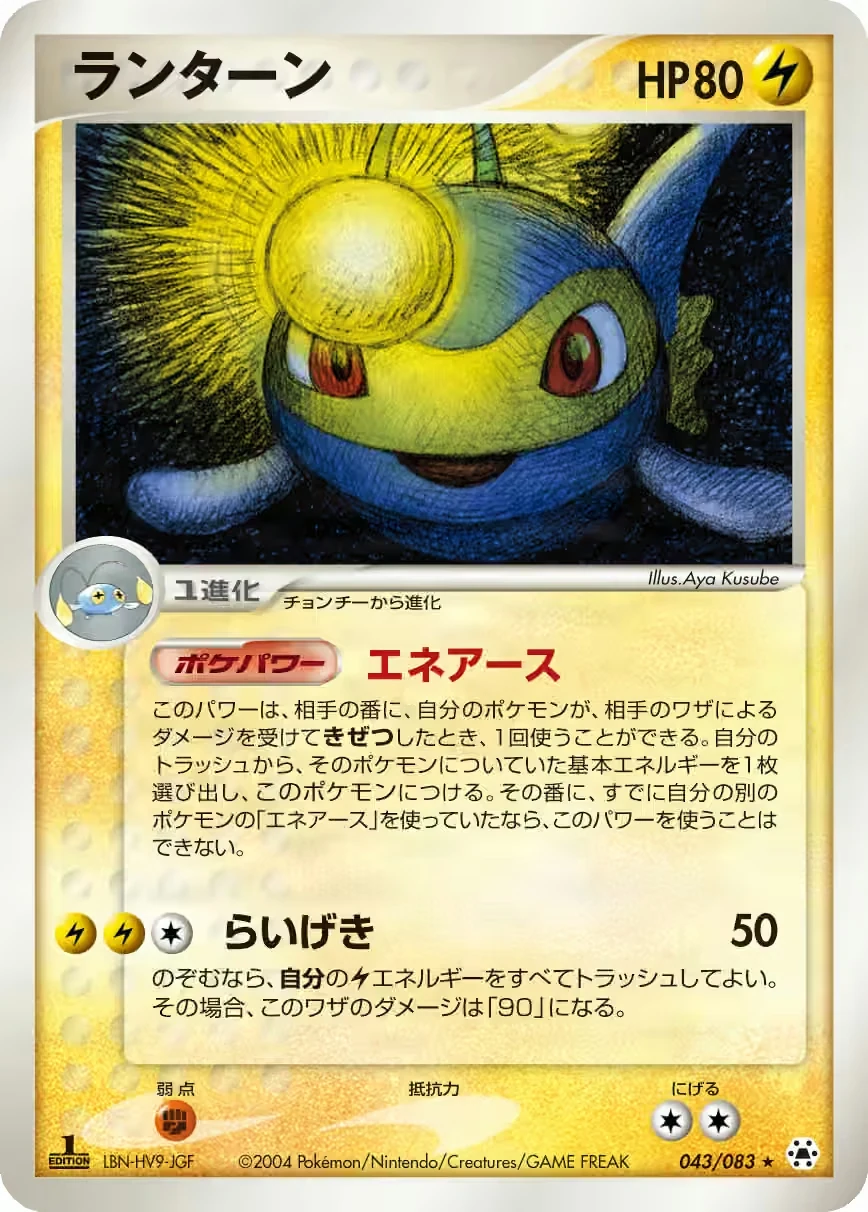 ランターン
HP80
Illus.Aya Kusube
1進化
チョンチーから進化
ポケパワー エネアース
このパワーは、相手の番に、自分のポケモンが、相手のワザによる
ダメージを受けてきぜつしたとき、1回使うことができる。自分の
トラッシュから、そのポケモンについていた基本エネルギーを1枚
選び出し、このポケモンにつける。その番に、すでに自分の別の
ポケモンの「エネアース」を使っていたなら、このパワーを使うことは
できない。
らいげき 50
のぞむなら、自分のエネルギーをすべてトラッシュしてよい。
その場合、このワザのダメージは「90」になる。
弱点 抵抗力 にげる
1 EDITION LBN-HV9-JGF ©2004 Pokémon/Nintendo/Creatures/GAME FREAK 043/083 ★